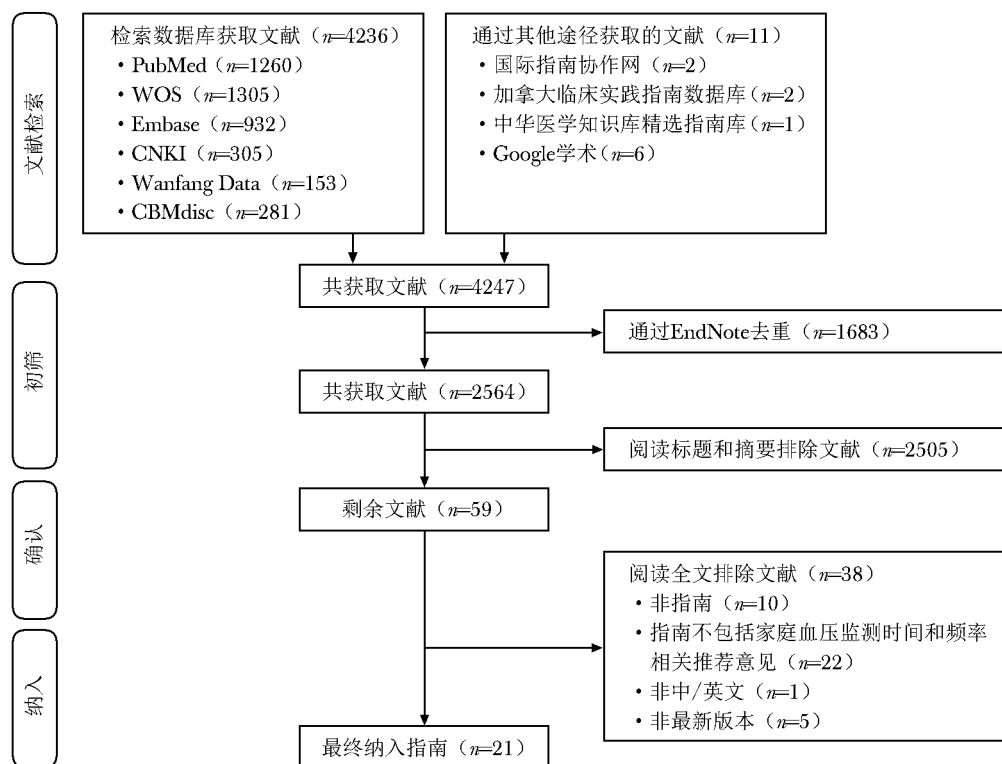 文献检索
检索数据库获取文献（n=4236）
・PubMed（n=1260）
・WOS（n=1305）
・Embase（n=932）
・CNKI（n=305）
・Wanfang Data（n=153）
・CBMdisc（n=281）
通过其他途径获取的文献（n=11）
・国际指南协作网（n=2）
・加拿大临床实践指南数据库（n=2）
・中华医学知识库精选指南库（n=1）
・Google学术（n=6）
共获取文献（n=4247）
初筛
通过EndNote去重（n=1683）
共获取文献（n=2564）
阅读标题和摘要排除文献（n=2505）
确认
剩余文献（n=59）
阅读全文排除文献（n=38）
・非指南（n=10）
・指南不包括家庭血压监测时间和频率
相关推荐意见（n=22）
・非中/英文（n=1）
・非最新版本（n=5）
纳入
最终纳入指南（n=21）